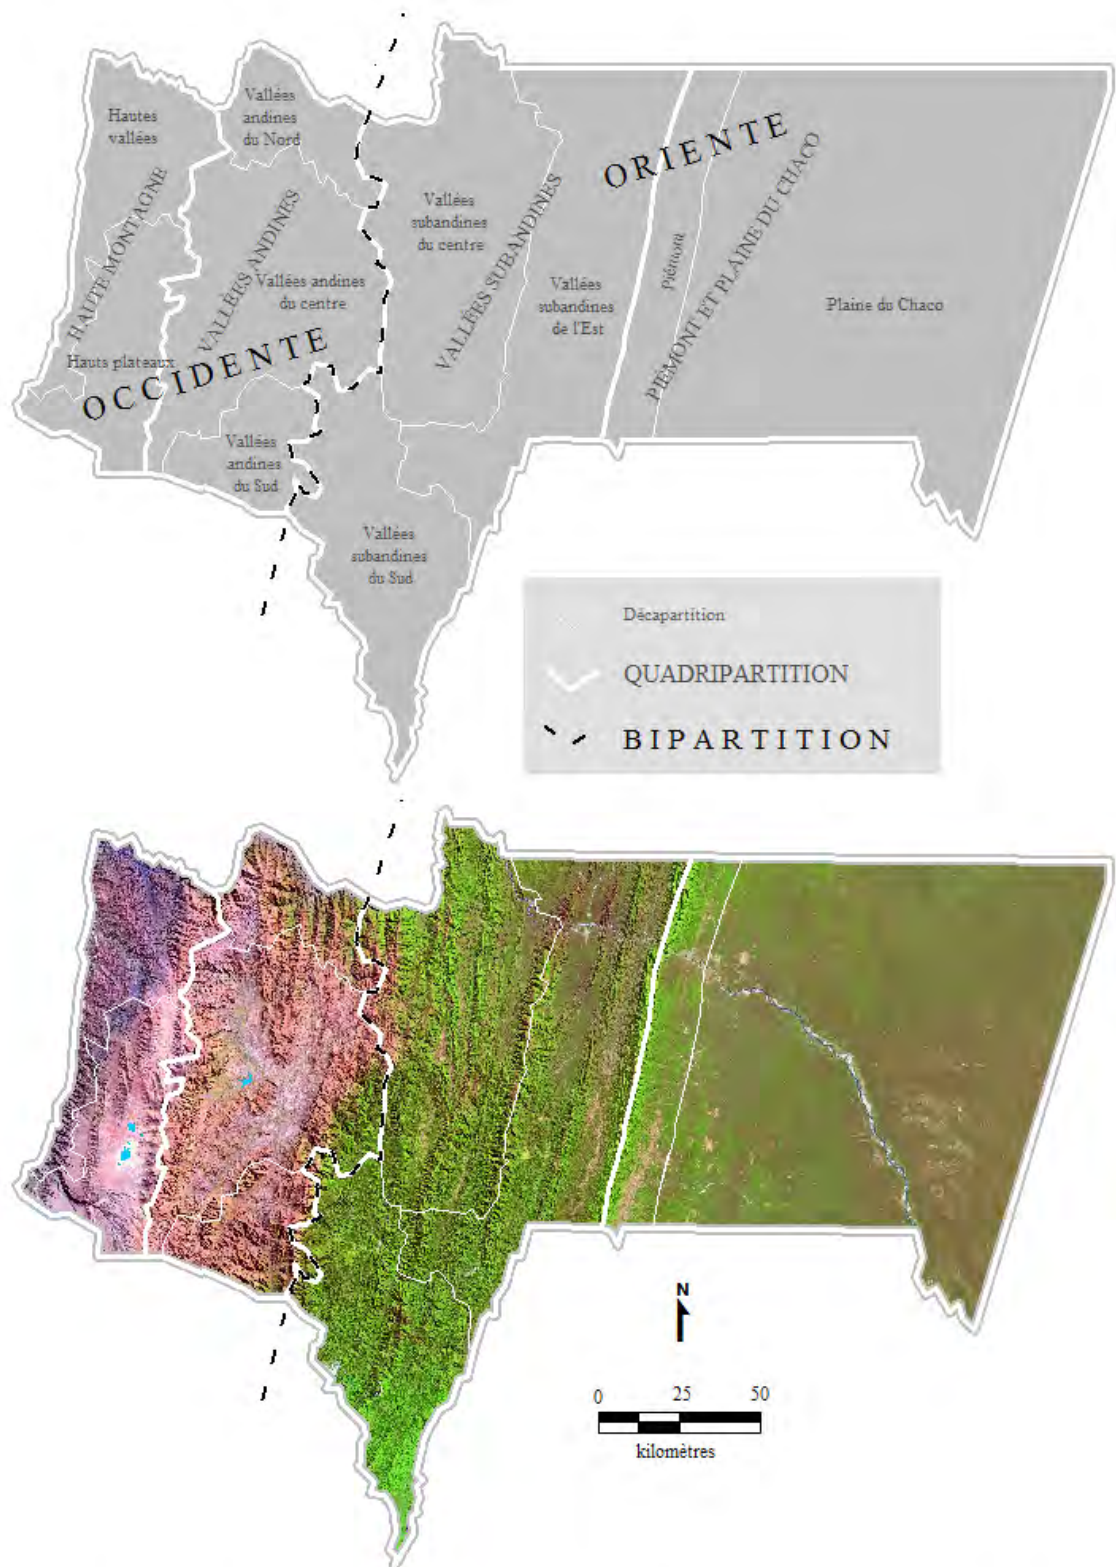 Hautes
vallées
Vallées
andines
du Nord
HAUTE MONTAGNE
VALLÉES ANDINES
Vallées andines
du centre
Hauts plateaux
OCCIDENTE
Vallées
andines
du Sud
Vallées
subandines
du centre
VALLÉES SUBANDINES
Vallées
subandines
de l'Est
Vallées
subandines
du Sud
ORIENTE
Piémont
PIÉMONT ET PLAINE DU CHACO
Plaine du Chaco
Décapartition
QUADRIPARTITION
BIPARTITION
N
0 25 50
kilomètres